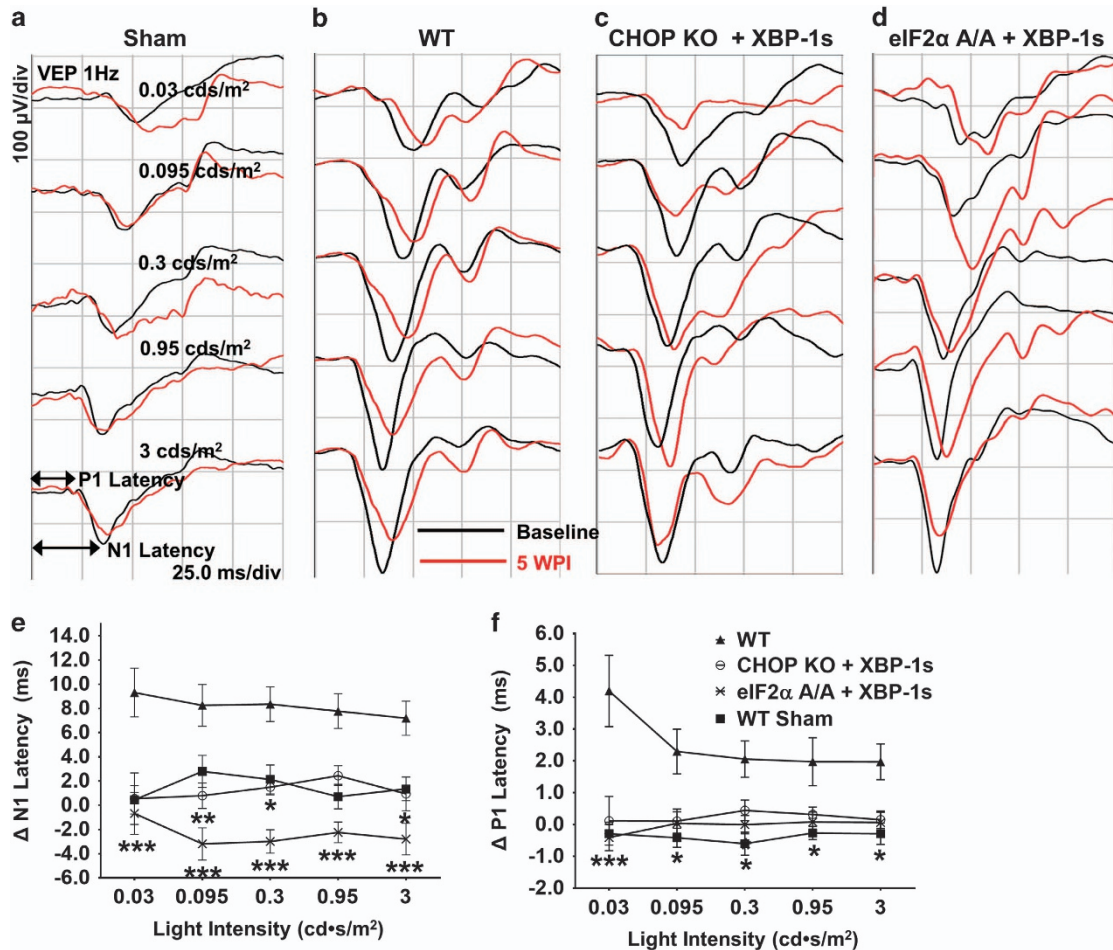 a b c d
Sham WT CHOP KO + XBP-1s eIF2α A/A + XBP-1s
VEP 1Hz
0.03 cds/m²
100 µV/div
0.095 cds/m²
0.3 cds/m²
0.95 cds/m²
3 cds/m²
P1 Latency
N1 Latency
25.0 ms/div
Baseline
5 WPI
e
Δ N1 Latency (ms)
14.0
12.0
10.0
8.0
6.0
4.0
2.0
0.0
-2.0
-4.0
-6.0
** * *
*** *** *** *** ***
0.03 0.095 0.3 0.95 3
Light Intensity (cd•s/m²)
f
Δ P1 Latency (ms)
6.0
5.0
4.0
3.0
2.0
1.0
0.0
-1.0
-2.0
WT
CHOP KO + XBP-1s
eIF2α A/A + XBP-1s
WT Sham
*** * * * *
0.03 0.095 0.3 0.95 3
Light Intensity (cd•s/m²)